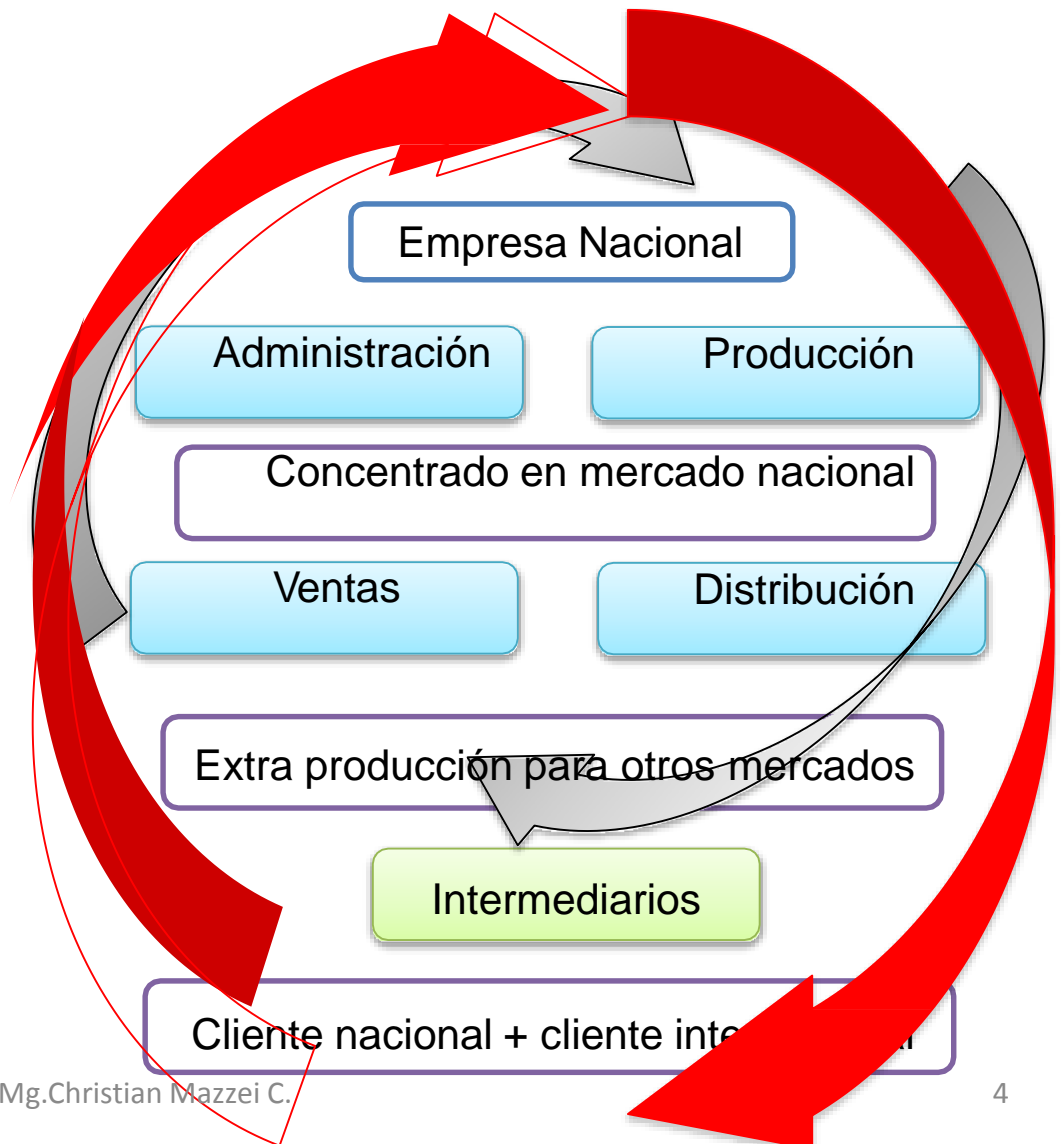 Empresa Nacional
Administración Producción
Concentrado en mercado nacional
Ventas Distribución
Extra producción para otros mercados
Intermediarios
Cliente nacional + cliente
Mg.Christian Mazzei C. 4